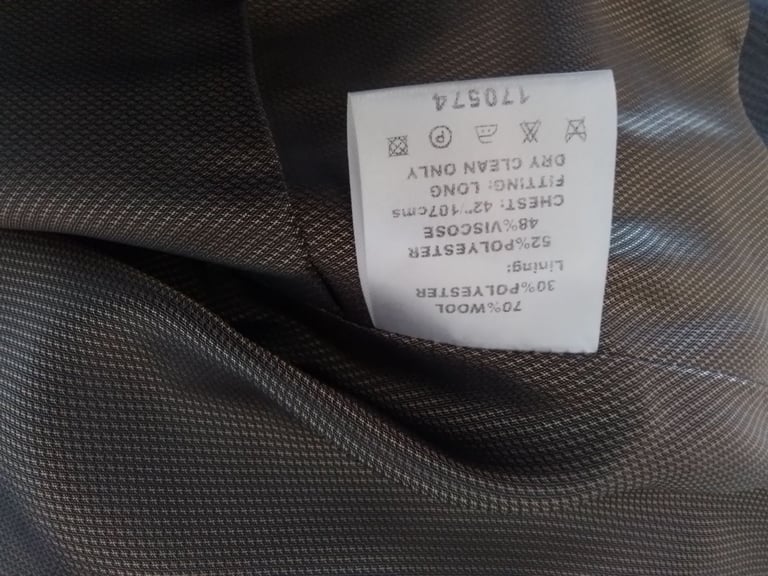 70%WOOL
30%POLYESTER
Lining:
52%POLYESTER
48%VISCOSE
CHEST: 42"/107cms
FITTING: LONG
DRY CLEAN ONLY
P
170574